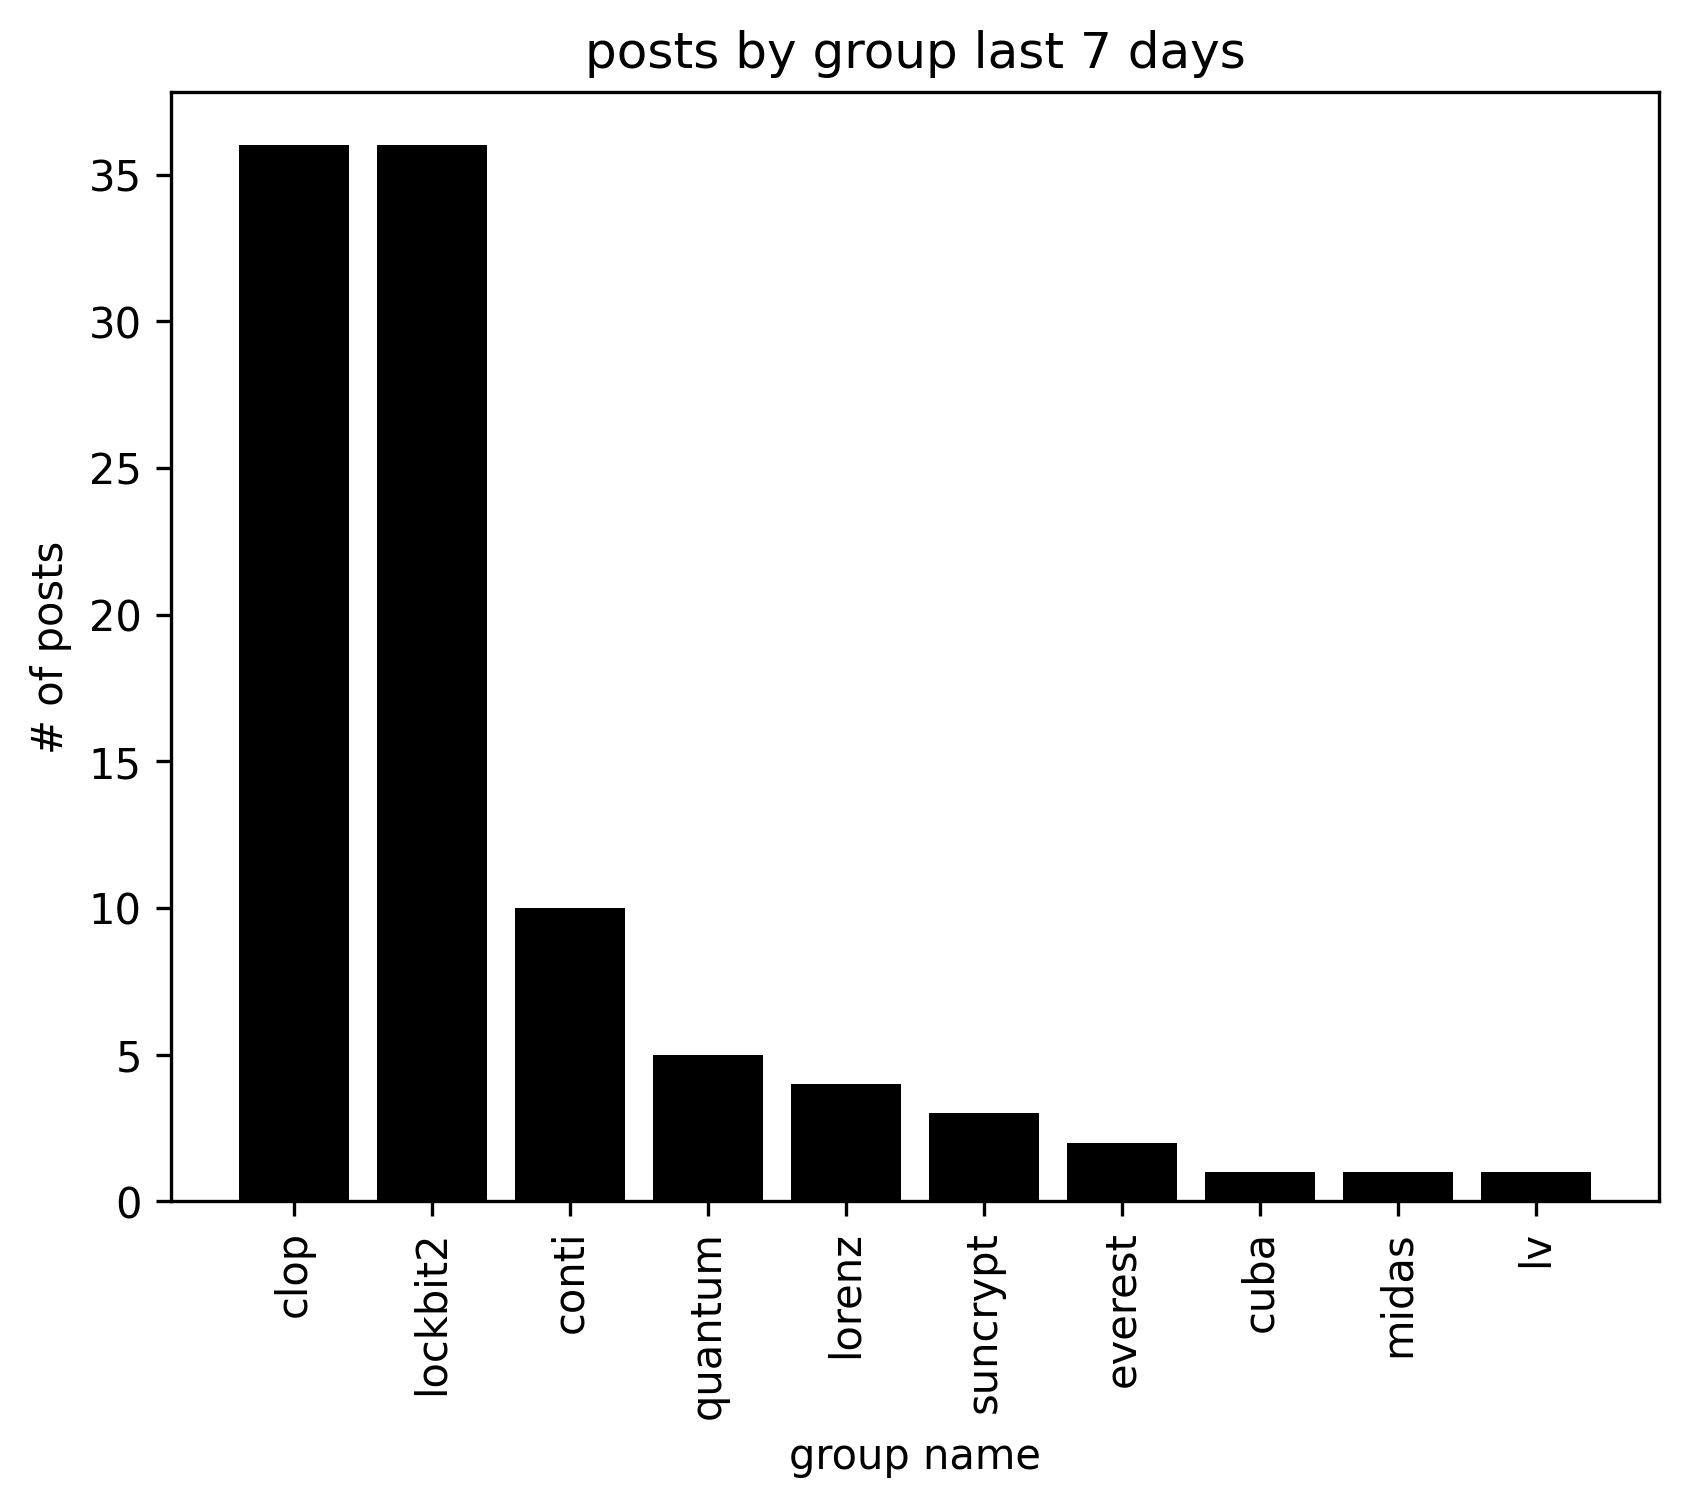 posts by group last 7 days
# of posts
35
30
25
20
15
10
5
0
clop
lockbit2
conti
quantum
lorenz
suncrypt
everest
cuba
midas
lv
group name